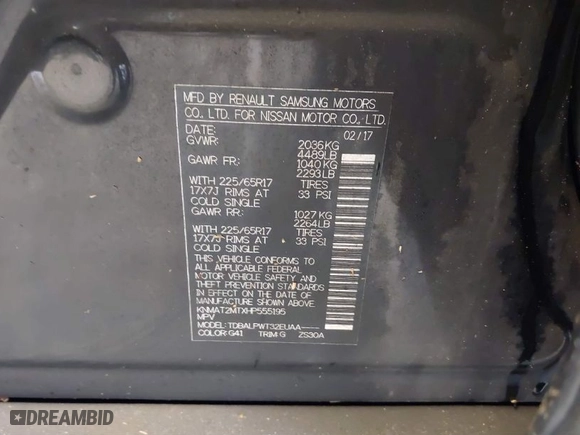 MFD BY RENAULT SAMSUNG MOTORS
CO., LTD. FOR NISSAN MOTOR CO., LTD.
DATE: 02/17
GVWR: 2036KG
4489LB
GAWR FR: 1040KG
2293LB
WITH 225/65R17 TIRES
17X7J RIMS AT 33 PSI
COLD SINGLE
GAWR RR: 1027KG
2264LB
WITH 225/65R17 TIRES
17X7J RIMS AT 33 PSI
COLD SINGLE
THIS VEHICLE CONFORMS TO
ALL APPLICABLE FEDERAL
MOTOR VEHICLE SAFETY AND
THEFT PREVENTION STANDARD
IN EFFECT ON THE DATE OF
MANUFACTURE SHOWN ABOVE.
KNMAT2MTXHP555195
MPV
MODEL: TDBALPWT32EUAA-----
COLOR: G41 TRIM G ZS30A
DREAMBID